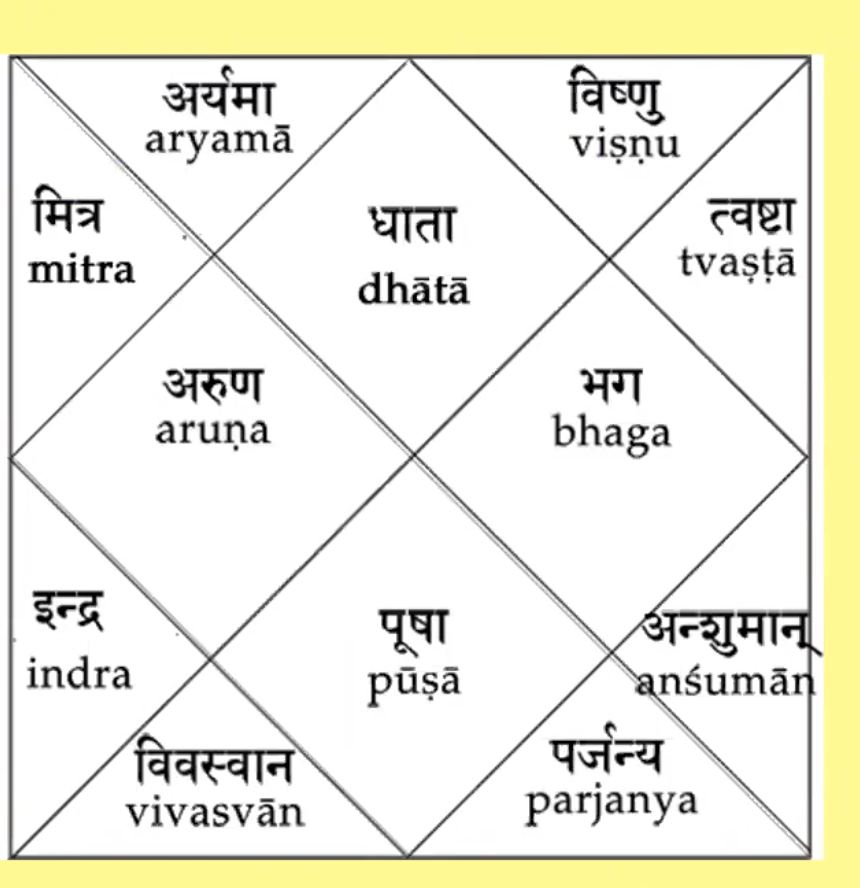 अर्यमा
aryamā
विष्णु
viṣṇu
मित्र
mitra
धाता
dhātā
त्वष्टा
tvaṣṭā
अरुण
aruṇa
भग
bhaga
इन्द्र
indra
पूषा
pūṣā
अन्शुमान्
anśumān
विवस्वान
vivasvān
पर्जन्य
parjanya